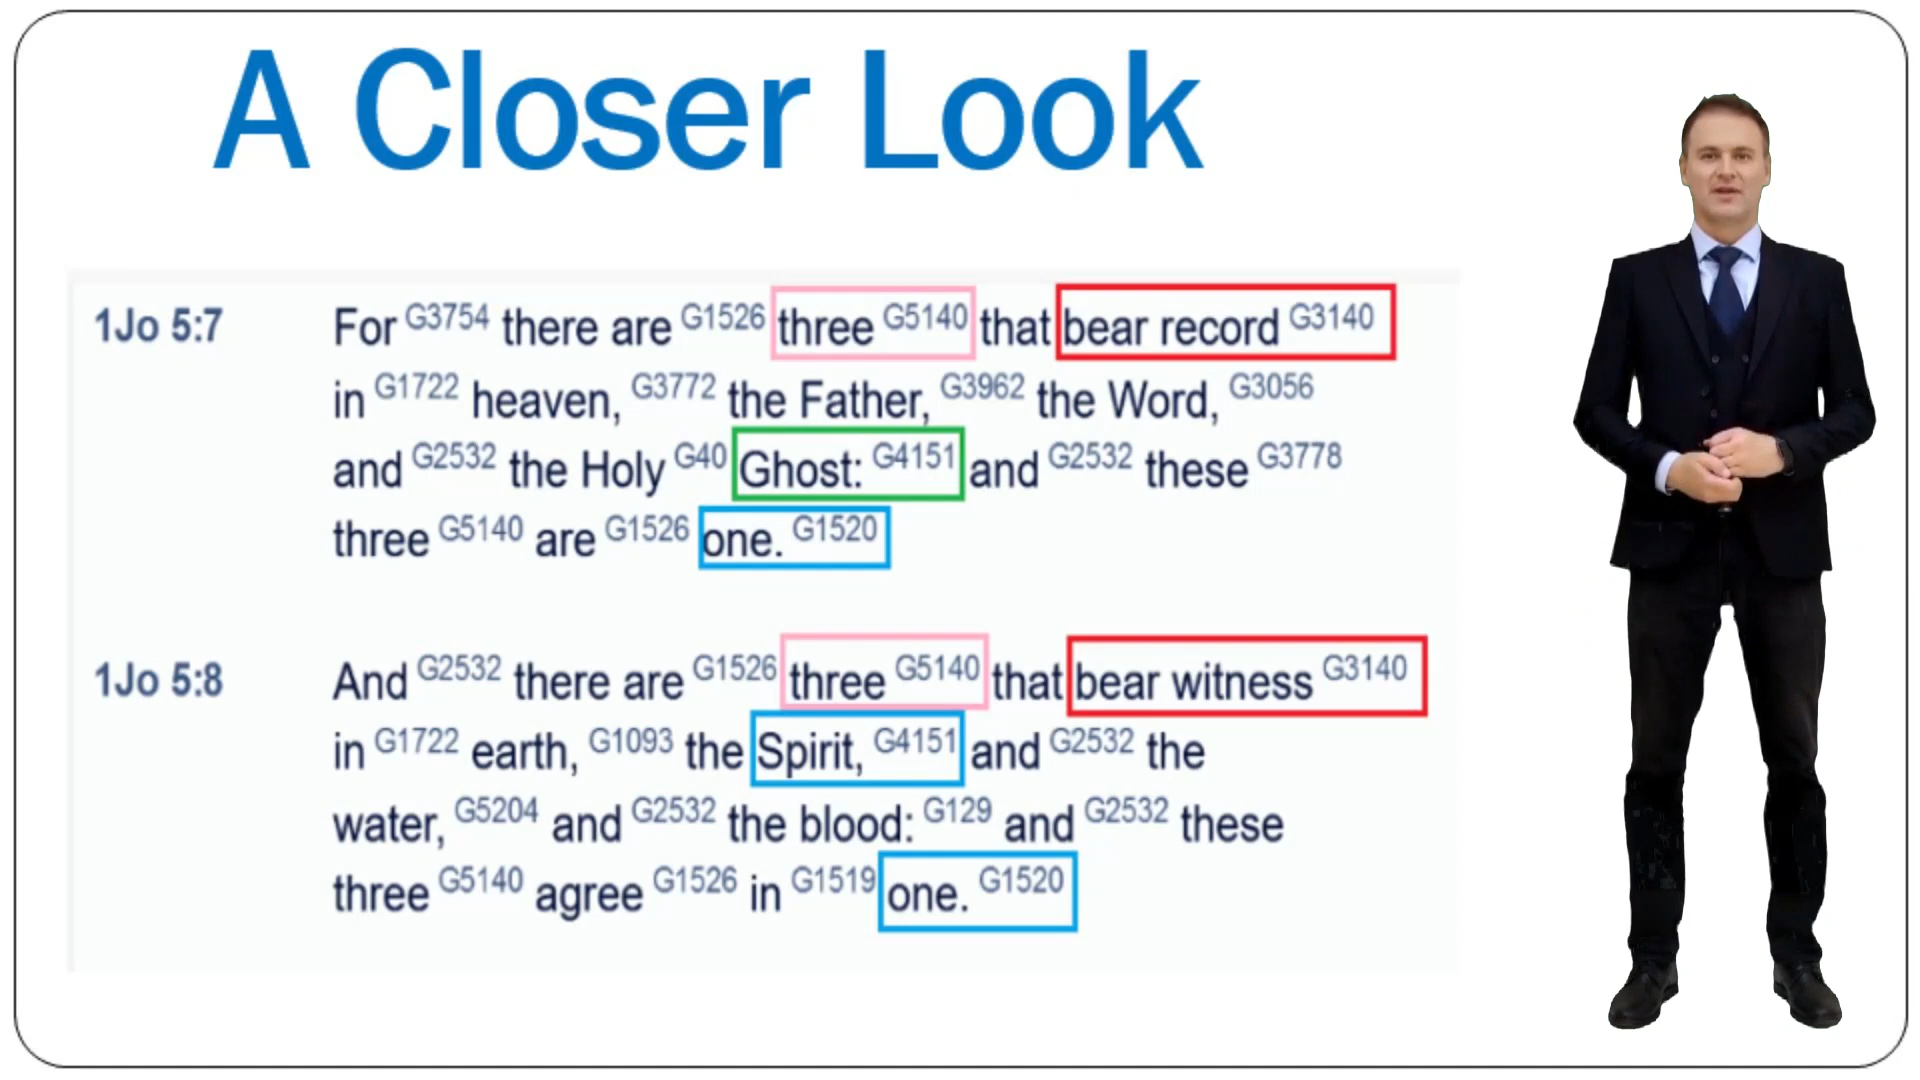 A Closer Look
1Jo 5:7 For G3754 there are G1526 three G5140 that bear record G3140
in G1722 heaven, G3772 the Father, G3962 the Word, G3056
and G2532 the Holy G40 Ghost: G4151 and G2532 these G3778
three G5140 are G1526 one. G1520
1Jo 5:8 And G2532 there are G1526 three G5140 that bear witness G3140
in G1722 earth, G1093 the Spirit, G4151 and G2532 the
water, G5204 and G2532 the blood: G129 and G2532 these
three G5140 agree G1526 in G1519 one. G1520